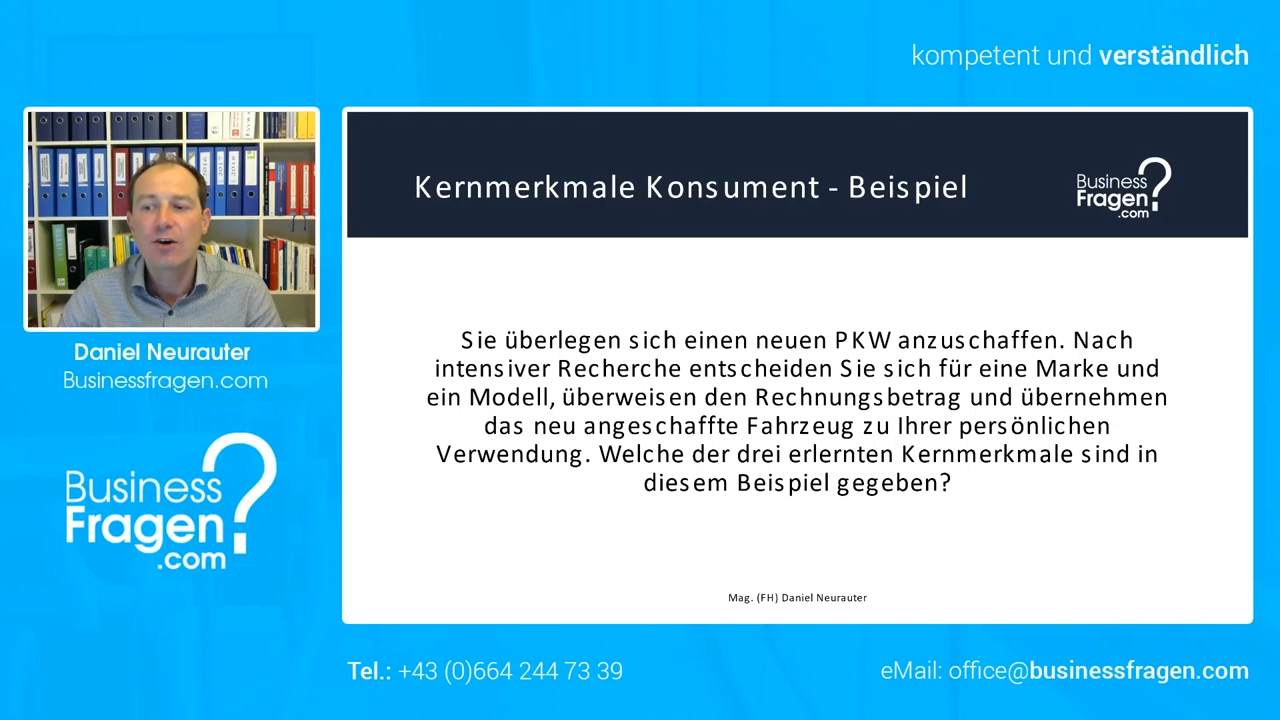 kompetent und verständlich
Kernmerkmale Konsument - Beispiel
Business
Fragen
.com
?
Daniel Neurauter
Businessfragen.com
Business
Fragen
.com
?
Sie überlegen sich einen neuen PKW anzuschaffen. Nach
intensiver Recherche entscheiden Sie sich für eine Marke und
ein Modell, überweisen den Rechnungsbetrag und übernehmen
das neu angeschaffte Fahrzeug zu Ihrer persönlichen
Verwendung. Welche der drei erlernten Kernmerkmale sind in
diesem Beispiel gegeben?
Mag. (FH) Daniel Neurauter
Tel.: +43 (0)664 244 73 39
eMail: office@businessfragen.com